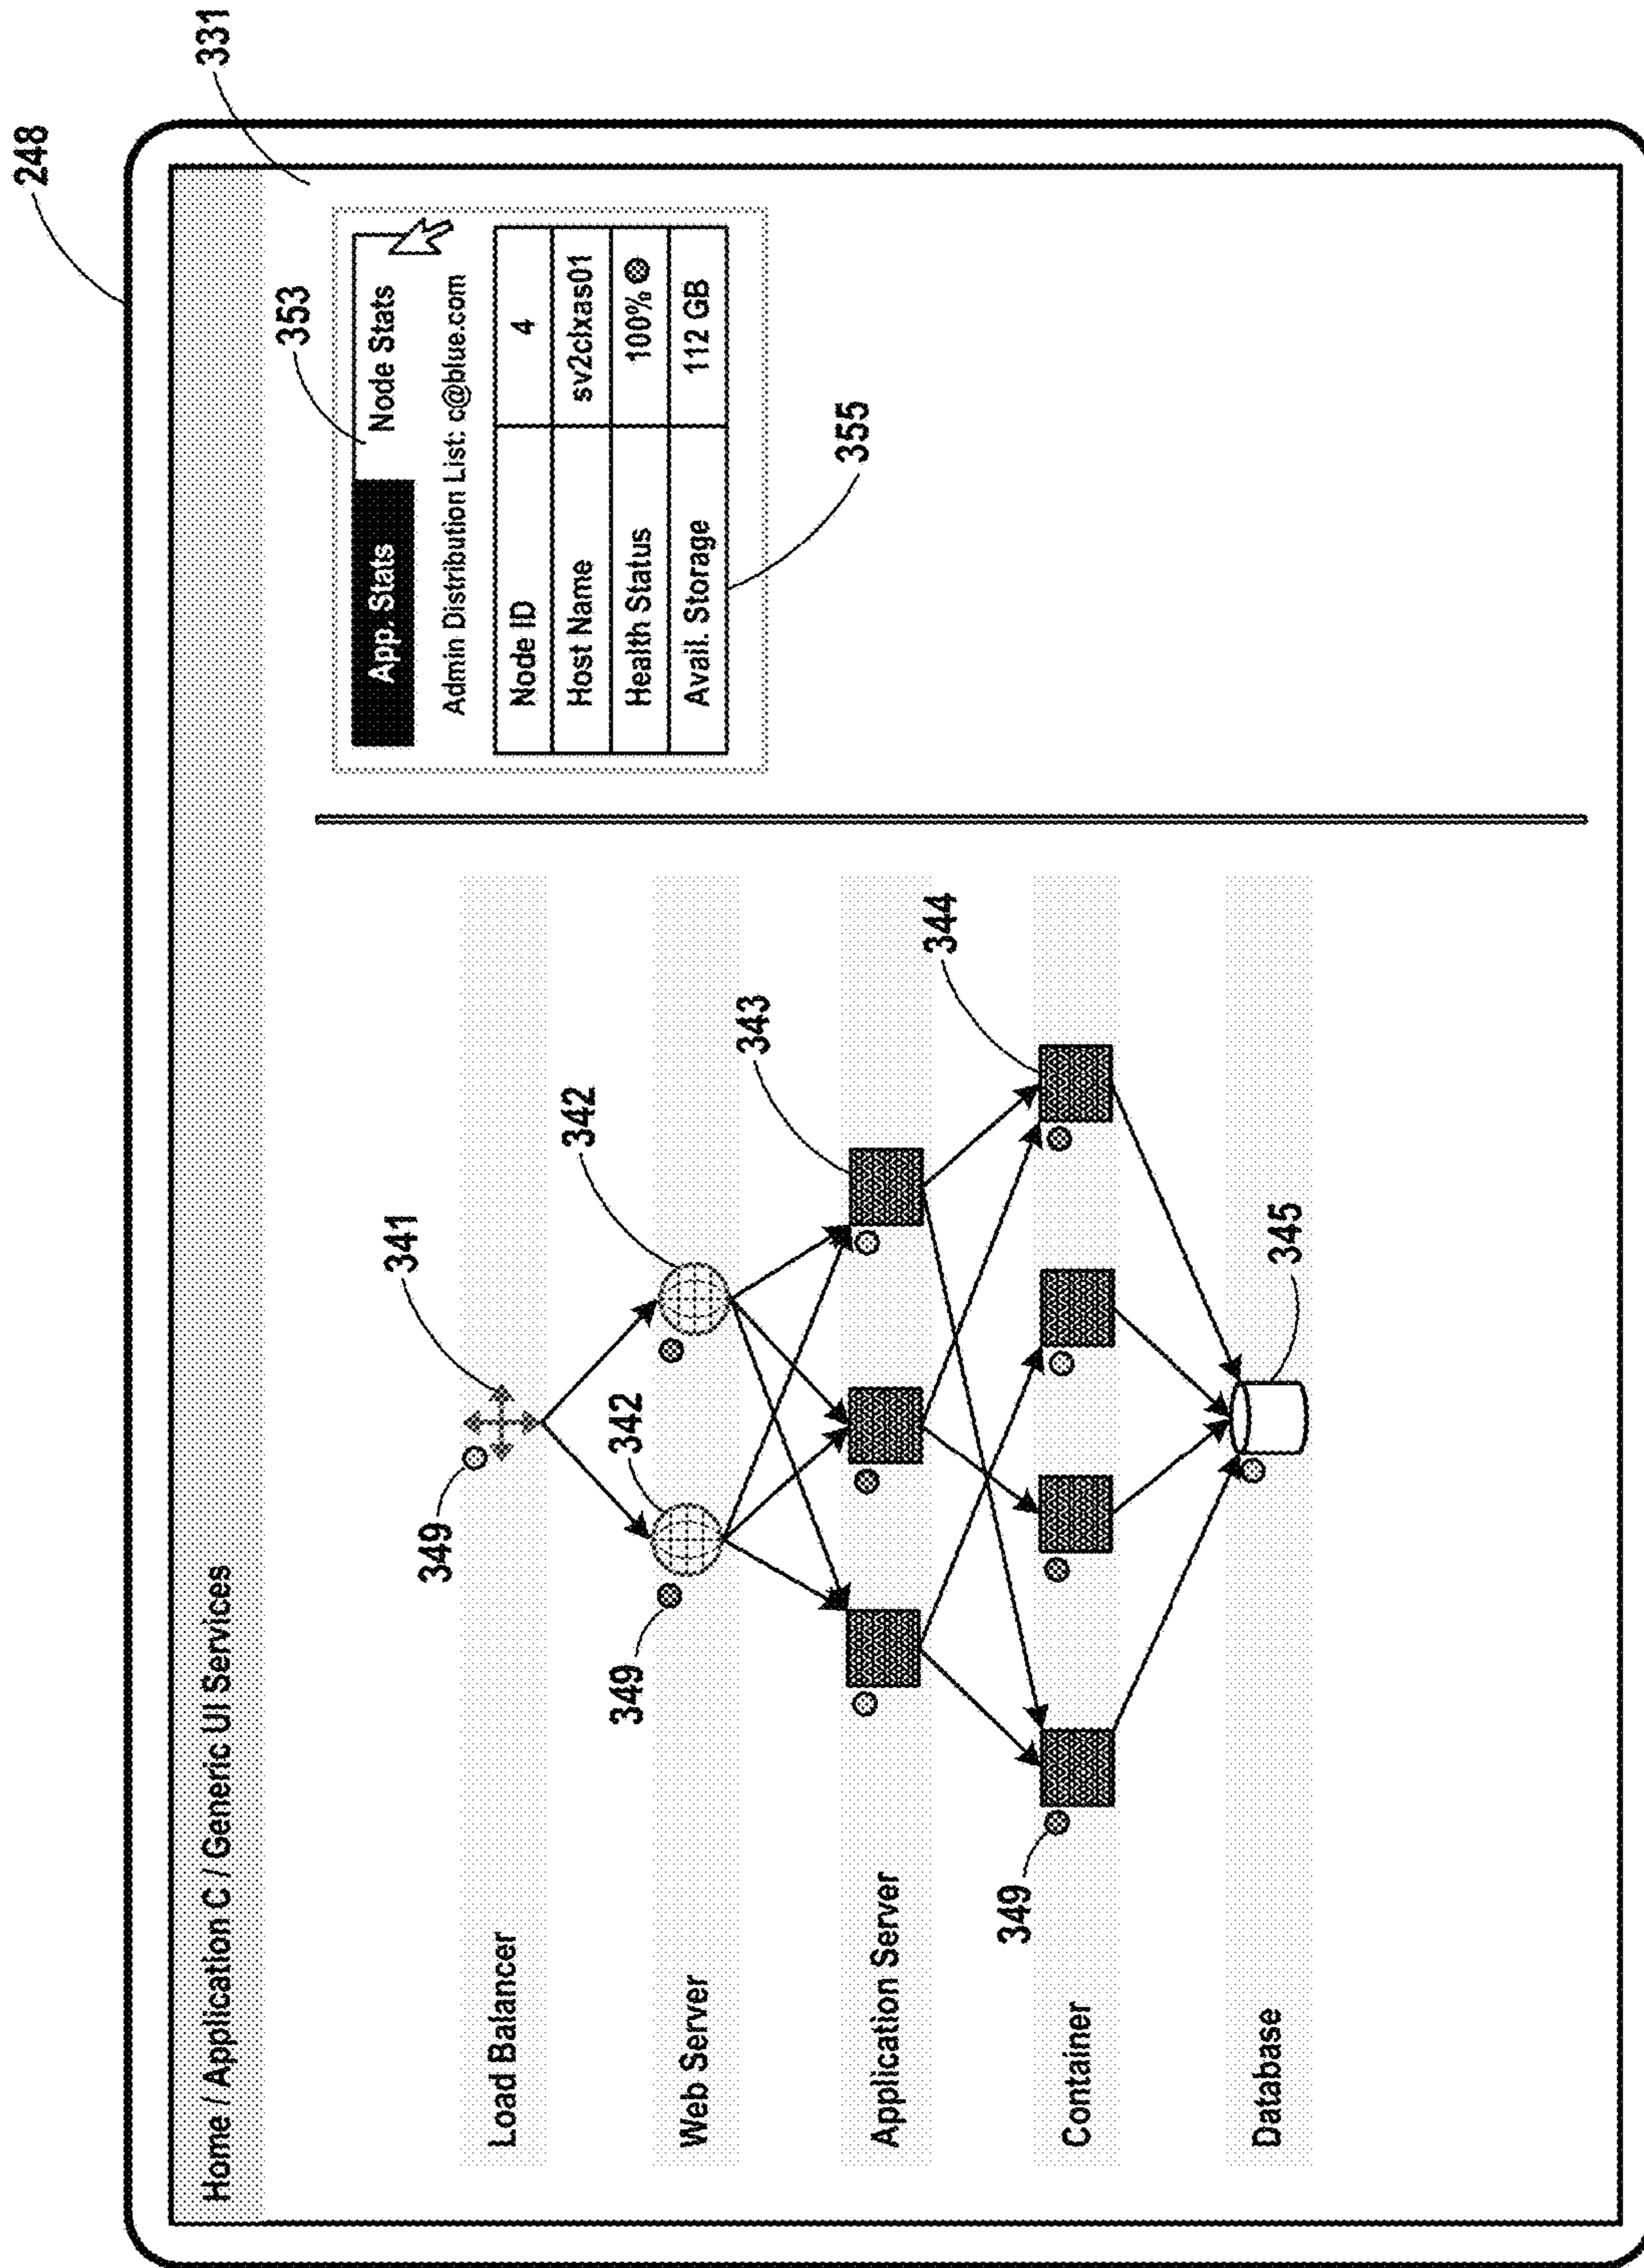 248
331
Home / Application C / Generic UI Services
353
App. Stats
Node Stats
Admin Distribution List: c@blue.com
Node ID 4
Host Name sv2clxas01
Health Status 100%
Avail. Storage 112 GB
355
349
341
Load Balancer
342
342
349
Web Server
343
Application Server
344
349
Container
345
Database